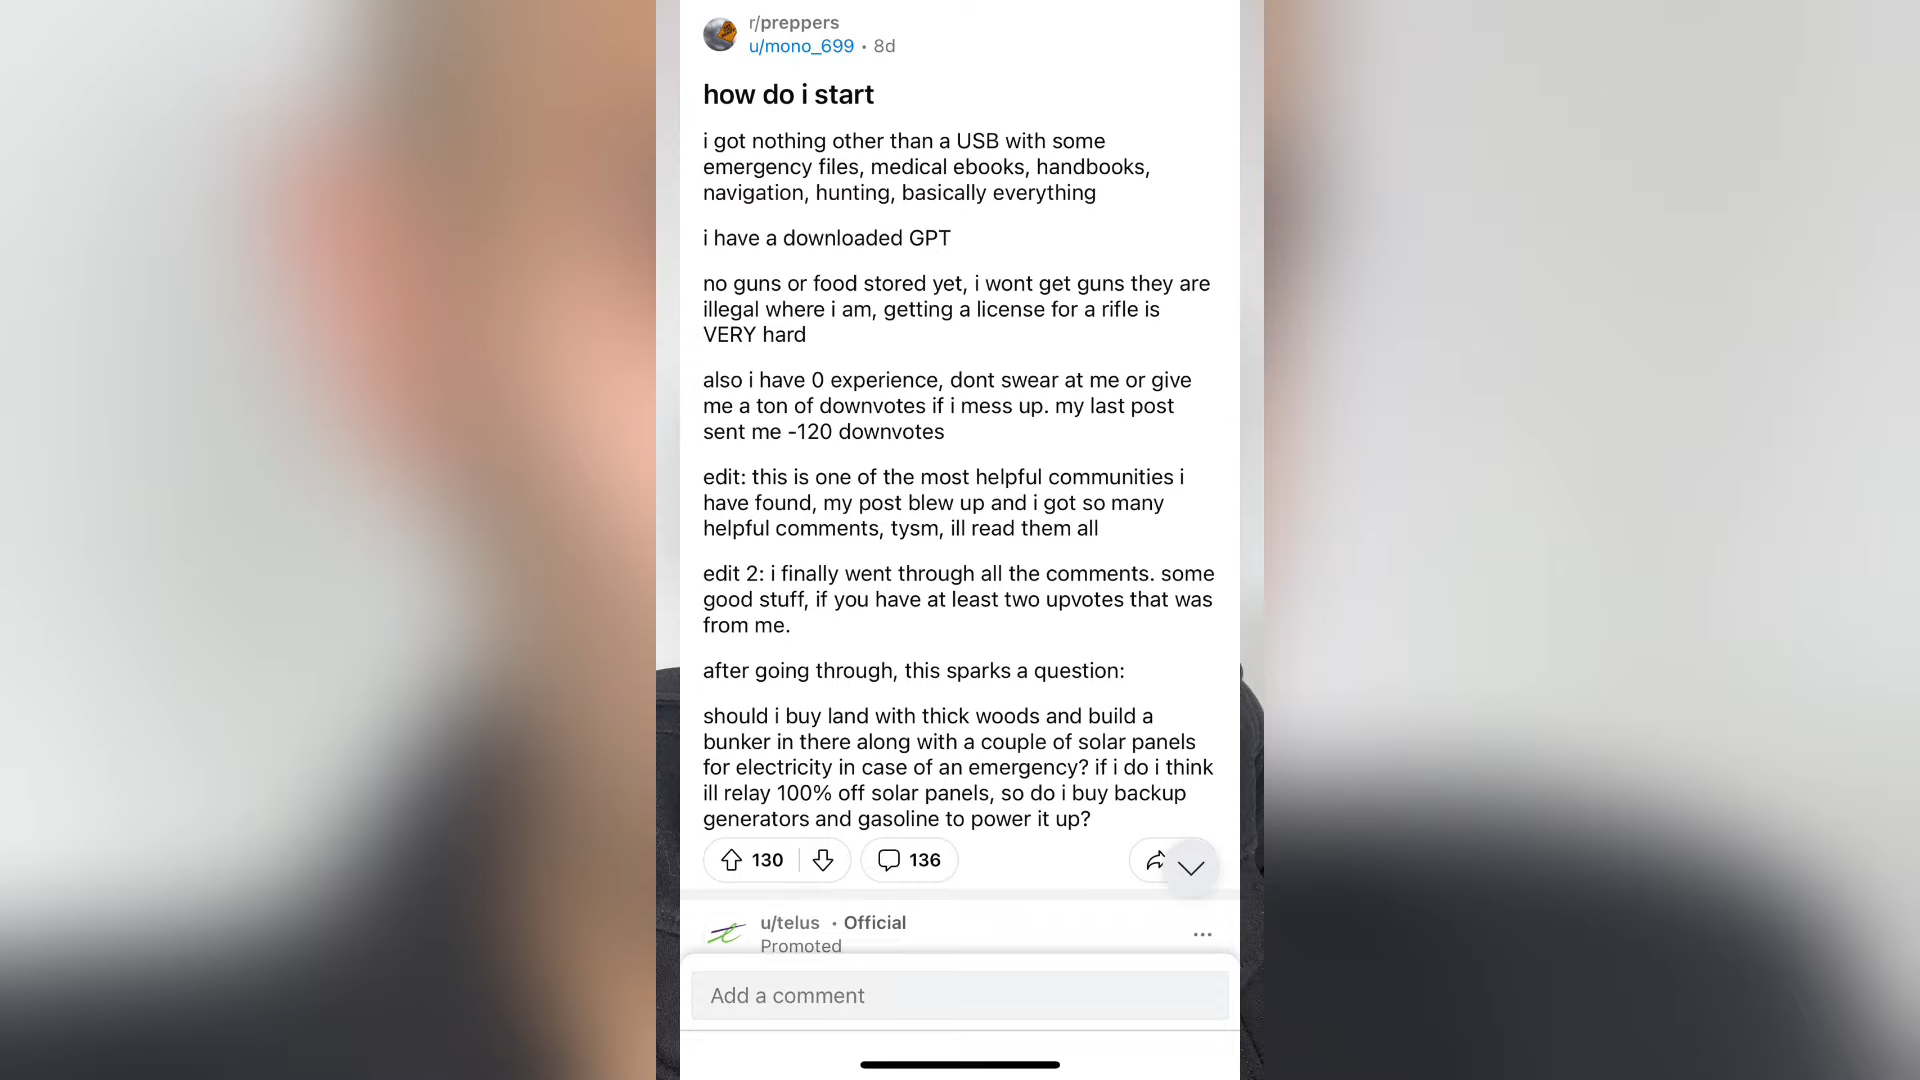 r/preppers
u/mono_699 • 8d
how do i start
i got nothing other than a USB with some
emergency files, medical ebooks, handbooks,
navigation, hunting, basically everything
i have a downloaded GPT
no guns or food stored yet, i wont get guns they are
illegal where i am, getting a license for a rifle is
VERY hard
also i have 0 experience, dont swear at me or give
me a ton of downvotes if i mess up. my last post
sent me -120 downvotes
edit: this is one of the most helpful communities i
have found, my post blew up and i got so many
helpful comments, tysm, ill read them all
edit 2: i finally went through all the comments. some
good stuff, if you have at least two upvotes that was
from me.
after going through, this sparks a question:
should i buy land with thick woods and build a
bunker in there along with a couple of solar panels
for electricity in case of an emergency? if i do i think
ill relay 100% off solar panels, so do i buy backup
generators and gasoline to power it up?
130 136
u/telus • Official
Promoted
Add a comment